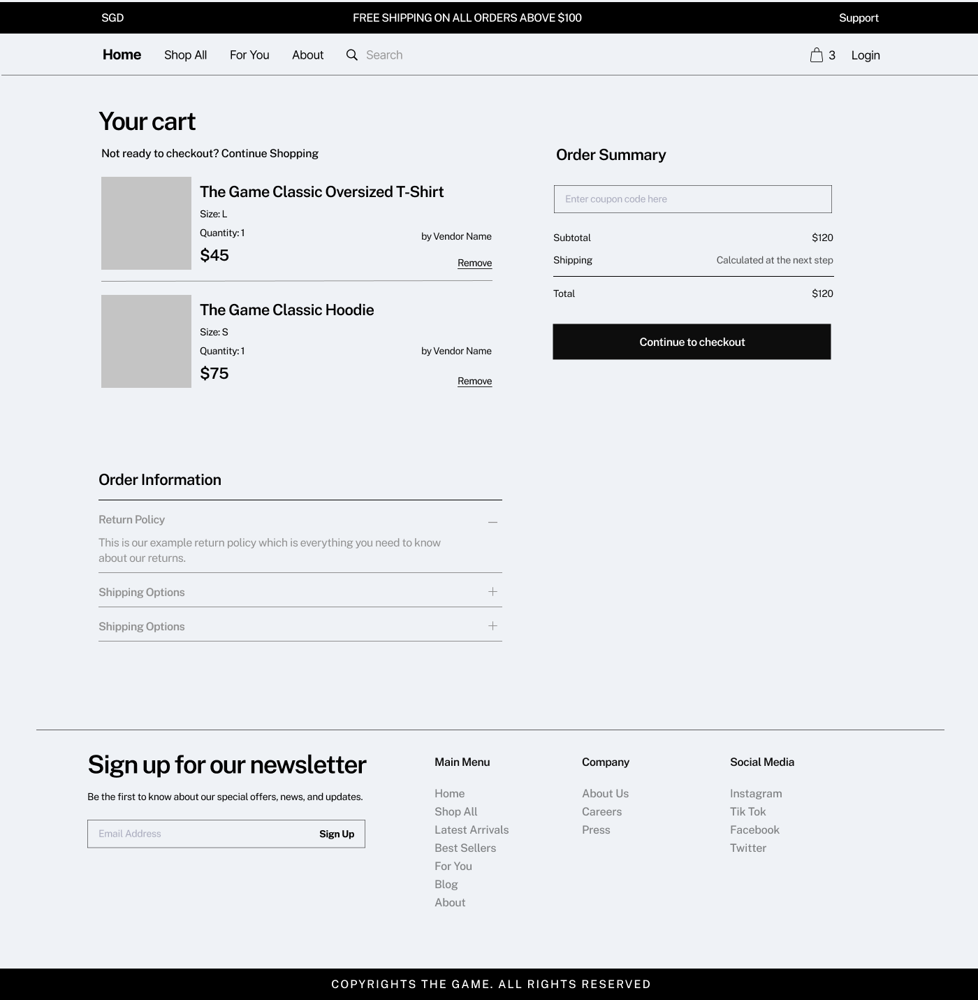 SGD
FREE SHIPPING ON ALL ORDERS ABOVE $100
Support
Home
Shop All
For You
About
Search
3
Login
Your cart
Not ready to checkout? Continue Shopping
The Game Classic Oversized T-Shirt
Size: L
Quantity: 1
by Vendor Name
$45
Remove
The Game Classic Hoodie
Size: S
Quantity: 1
by Vendor Name
$75
Remove
Order Summary
Enter coupon code here
Subtotal
$120
Shipping
Calculated at the next step
Total
$120
Continue to checkout
Order Information
Return Policy
This is our example return policy which is everything you need to know
about our returns.
Shipping Options
Shipping Options
Sign up for our newsletter
Be the first to know about our special offers, news, and updates.
Email Address
Sign Up
Main Menu
Home
Shop All
Latest Arrivals
Best Sellers
For You
Blog
About
Company
About Us
Careers
Press
Social Media
Instagram
Tik Tok
Facebook
Twitter
COPYRIGHTS THE GAME. ALL RIGHTS RESERVED